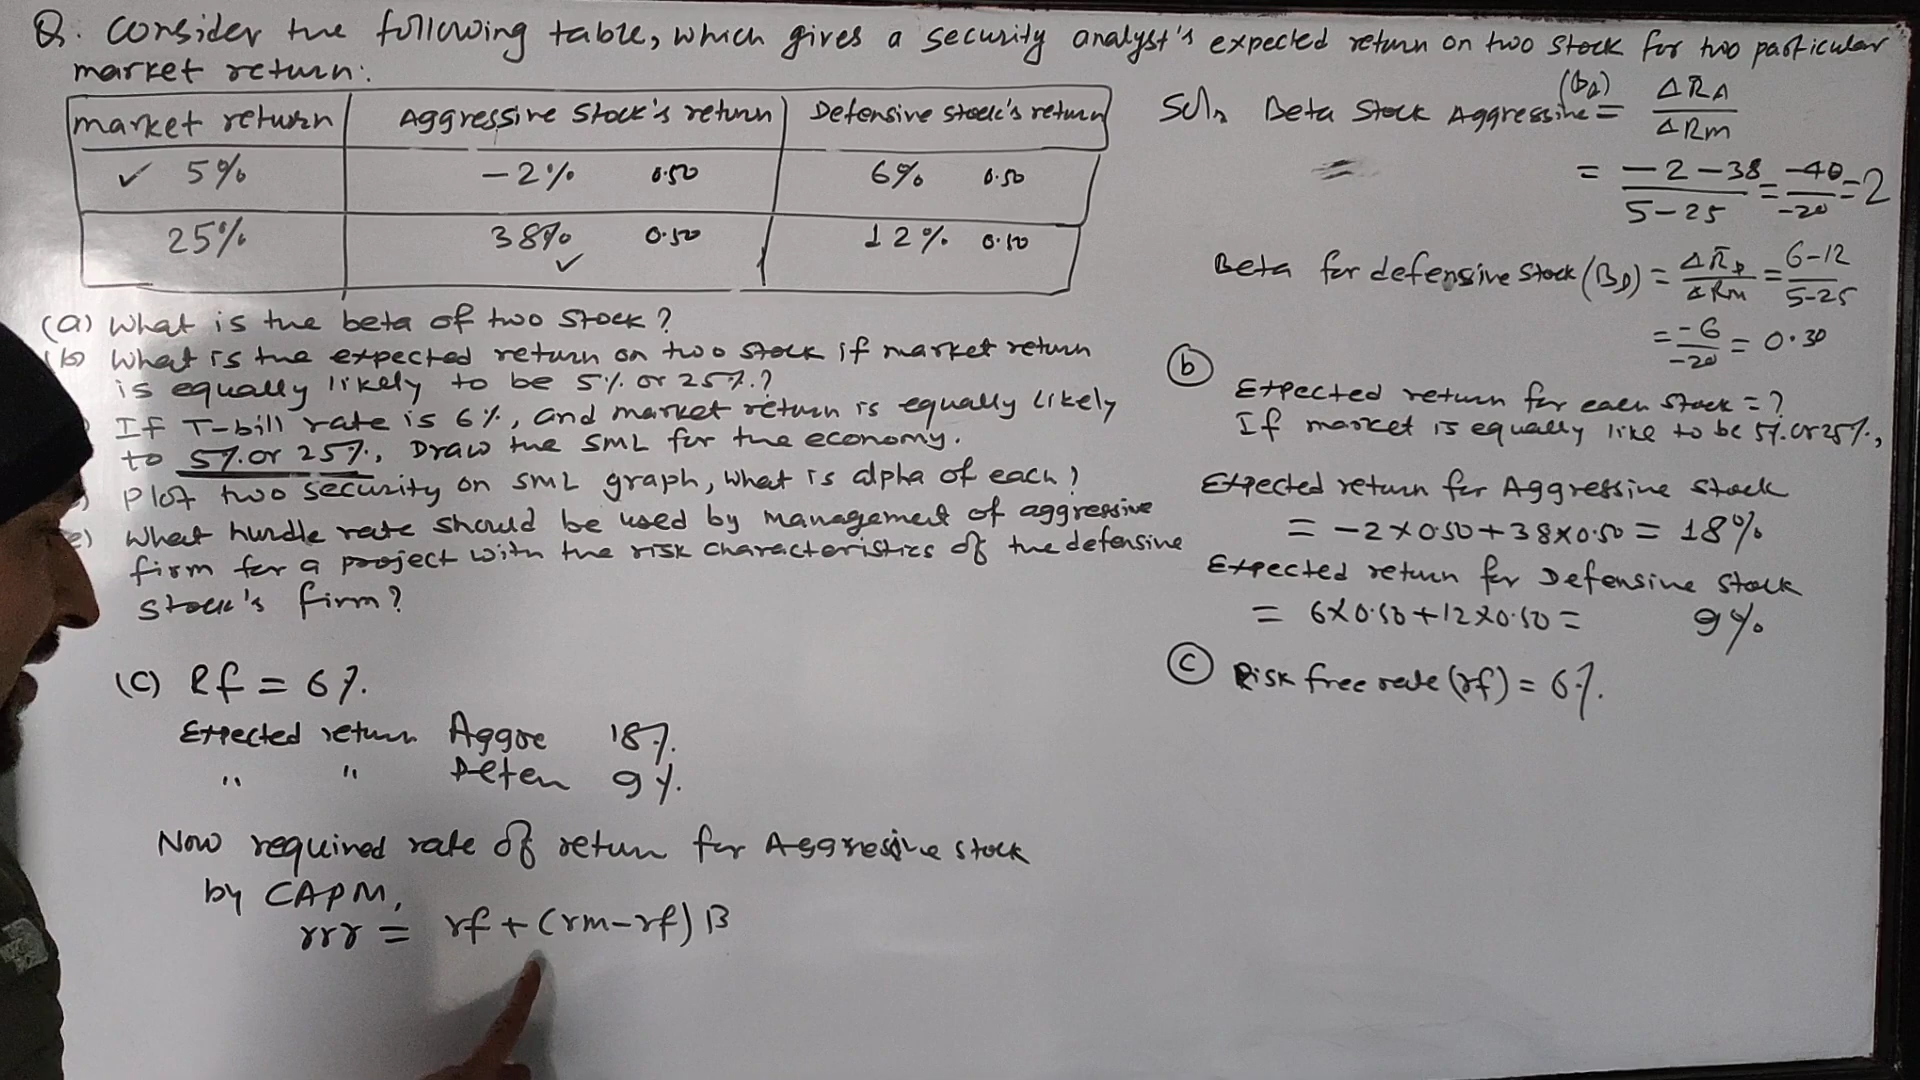 Q. Consider the following table, which gives a security analyst's expected return on two stock for two particular
market return:
market return Aggressive Stock's return Defensive stock's return
✓ 5% -2% 0.50 6% 0.50
25% 38% 0.50 12% 0.50
✓
(a) What is the beta of two stock?
(b) What is the expected return on two stock if market return
is equally likely to be 5% or 25%?
If T-bill rate is 6%, and market return is equally likely
to 5% or 25%, Draw the SML for the economy.
Plot two security on SML graph, what is alpha of each?
e) What hurdle rate should be used by management of aggressive
firm for a project with the risk characteristics of the defensive
stock's firm?
(C) Rf = 6%.
Expected return Aggre 18%.
" " Defen 9%.
Now required rate of return for Aggressive stock
by CAPM,
rrr = rf + (rm-rf) B
Soln Beta Stock Aggressive (ba) = ΔRA / ΔRm
= -2-38 / 5-25 = -40 / -20 = 2
Beta for defensive Stock (BD) = ΔRD / ΔRm = 6-12 / 5-25
= -6 / -20 = 0.30
(b)
Expected return for each stock = ?
If market is equally like to be 5% or 25%,
Expected return for Aggressive stock
= -2×0.50+38×0.50 = 18%
Expected return for Defensive stock
= 6×0.50+12×0.50 = 9%
(c) Risk free rate (rf) = 6%.